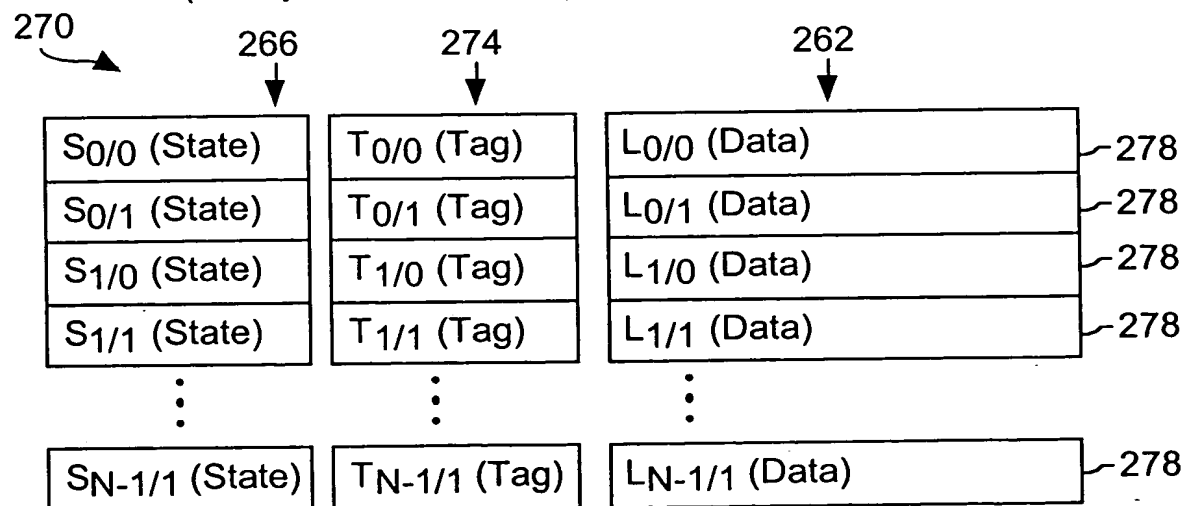 270
266 274 262
S0/0 (State) T0/0 (Tag) L0/0 (Data) 278
S0/1 (State) T0/1 (Tag) L0/1 (Data) 278
S1/0 (State) T1/0 (Tag) L1/0 (Data) 278
S1/1 (State) T1/1 (Tag) L1/1 (Data) 278
SN-1/1 (State) TN-1/1 (Tag) LN-1/1 (Data) 278